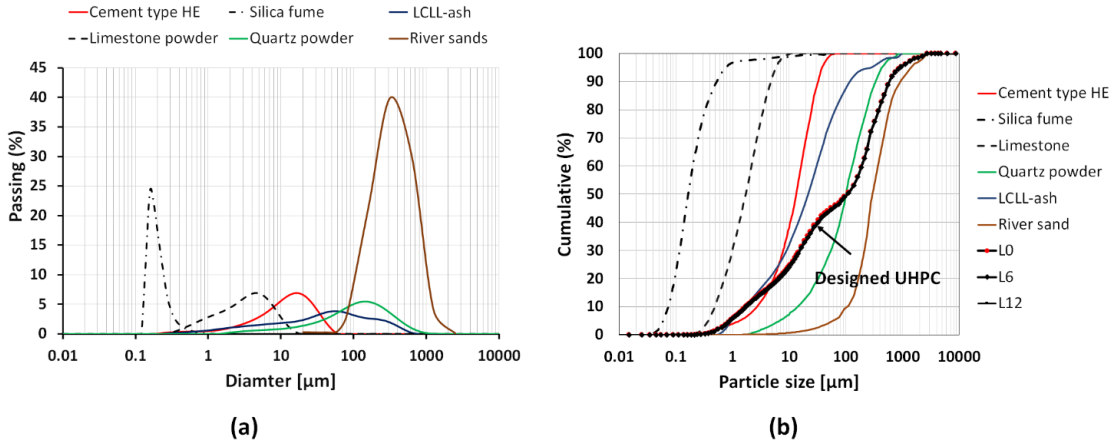 Cement type HE
Silica fume
LCLL-ash
Limestone powder
Quartz powder
River sands
45
40
35
30
25
20
15
10
5
0
Passing (%)
0.01 0.1 1 10 100 1000 10000
Diamter [µm]
(a)
100
90
80
70
60
50
40
30
20
10
0
Cumulative (%)
Designed UHPC
0.01 0.1 1 10 100 1000 10000
Particle size [µm]
Cement type HE
Silica fume
Limestone
Quartz powder
LCLL-ash
River sand
L0
L6
L12
(b)